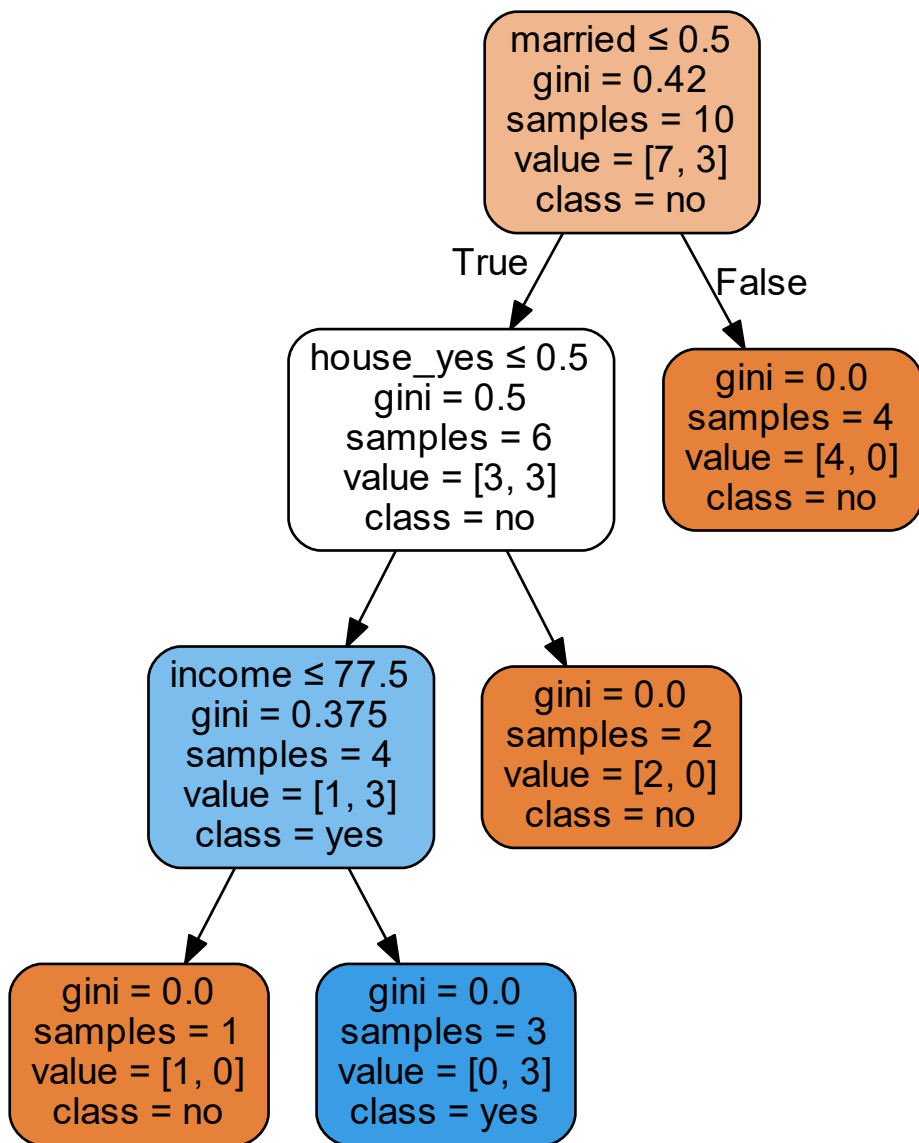 married ≤ 0.5
gini = 0.42
samples = 10
value = [7, 3]
class = no
True
False
house_yes ≤ 0.5
gini = 0.5
samples = 6
value = [3, 3]
class = no
gini = 0.0
samples = 4
value = [4, 0]
class = no
income ≤ 77.5
gini = 0.375
samples = 4
value = [1, 3]
class = yes
gini = 0.0
samples = 2
value = [2, 0]
class = no
gini = 0.0
samples = 1
value = [1, 0]
class = no
gini = 0.0
samples = 3
value = [0, 3]
class = yes